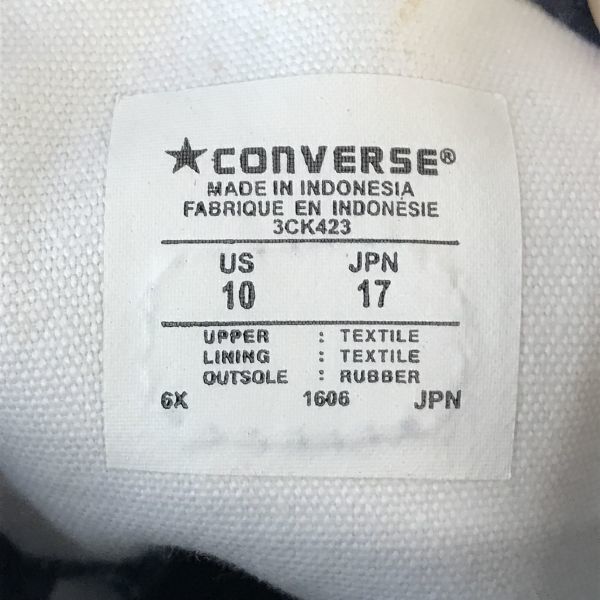 ★CONVERSE®
MADE IN INDONESIA
FABRIQUE EN INDONÉSIE
3CK423
US JPN
10 17
UPPER : TEXTILE
LINING : TEXTILE
OUTSOLE : RUBBER
6X 1606 JPN